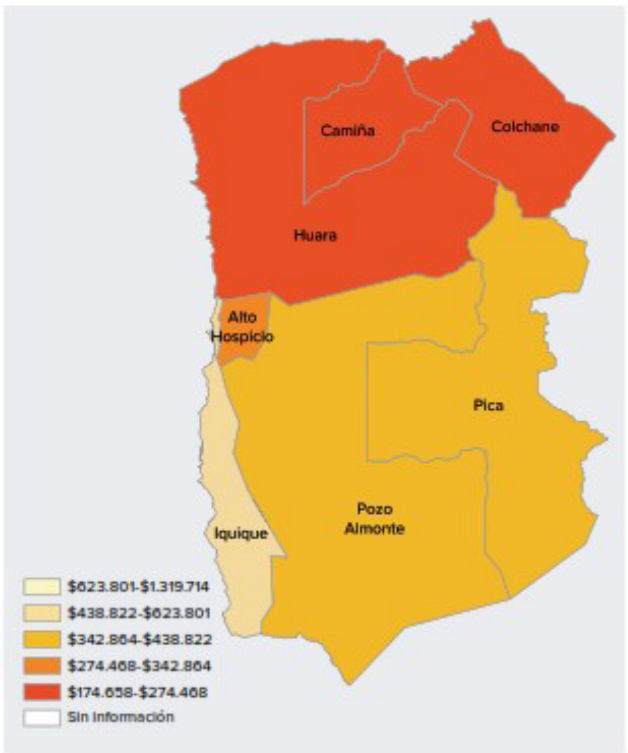 Camiña
Colchane
Huara
Alto
Hospicio
Pica
Pozo
Almonte
Iquique
$623.801-$1.319.714
$438.822-$623.801
$342.864-$438.822
$274.468-$342.864
$174.658-$274.468
Sin Información